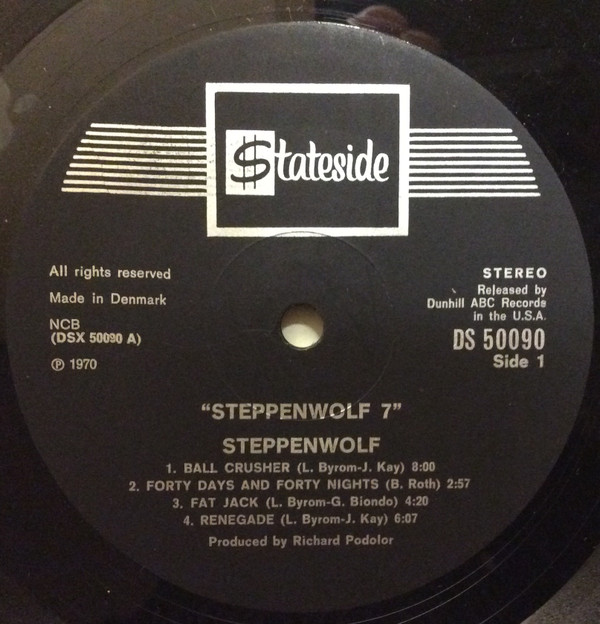 $tateside
All rights reserved
Made in Denmark
NCB
(DSX 50090 A)
℗ 1970
STEREO
Released by
Dunhill ABC Records
in the U.S.A.
DS 50090
Side 1
“STEPPENWOLF 7”
STEPPENWOLF
1. BALL CRUSHER (L. Byrom-J. Kay) 8:00
2. FORTY DAYS AND FORTY NIGHTS (B. Roth) 2:57
3. FAT JACK (L. Byrom-G. Biondo) 4:20
4. RENEGADE (L. Byrom-J. Kay) 6:07
Produced by Richard Podolor